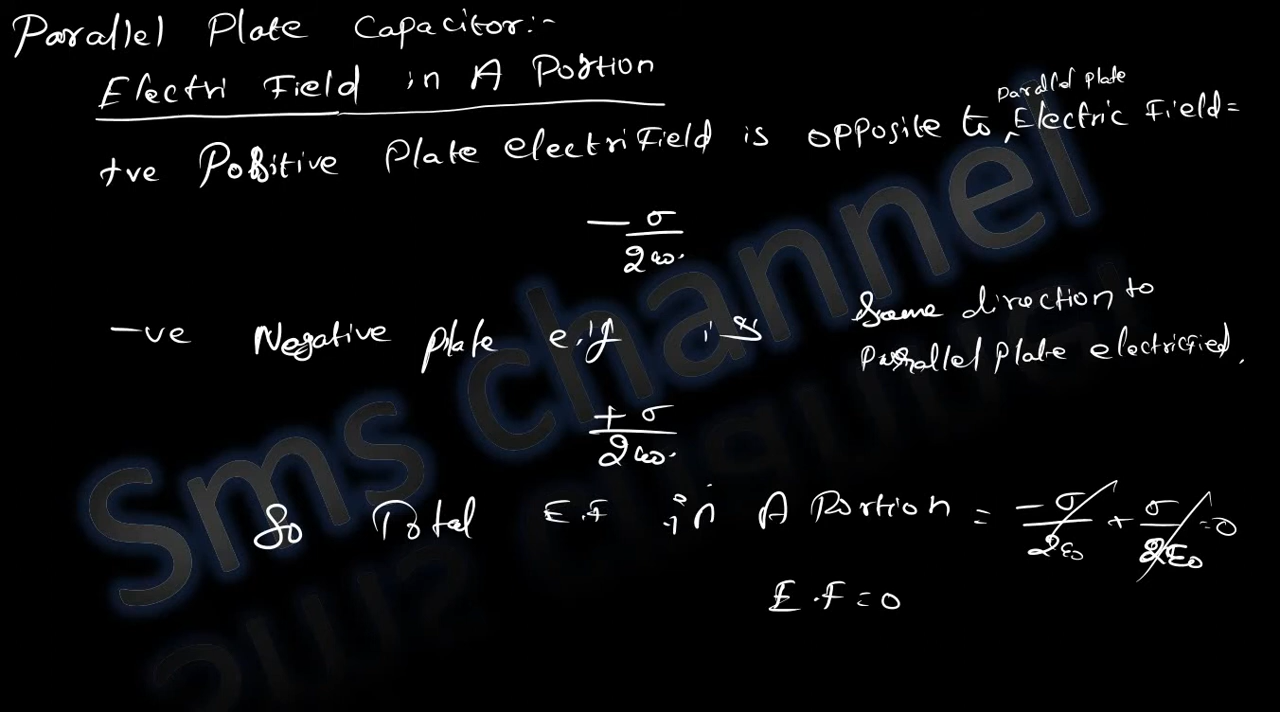 Parallel Plate Capacitor:-
Electri Field in A Portion
parallel plate
+ve Positive Plate electriField is opposite to ^ Electric Field =
- σ / 2ε0.
-ve Negative plate e.f is Same direction to
Parallel plate electricfied.
+ σ / 2ε0.
So Total E.F in A Portion = - σ / 2ε0 + σ / 2ε0 = 0
E.F = 0
Sms channel